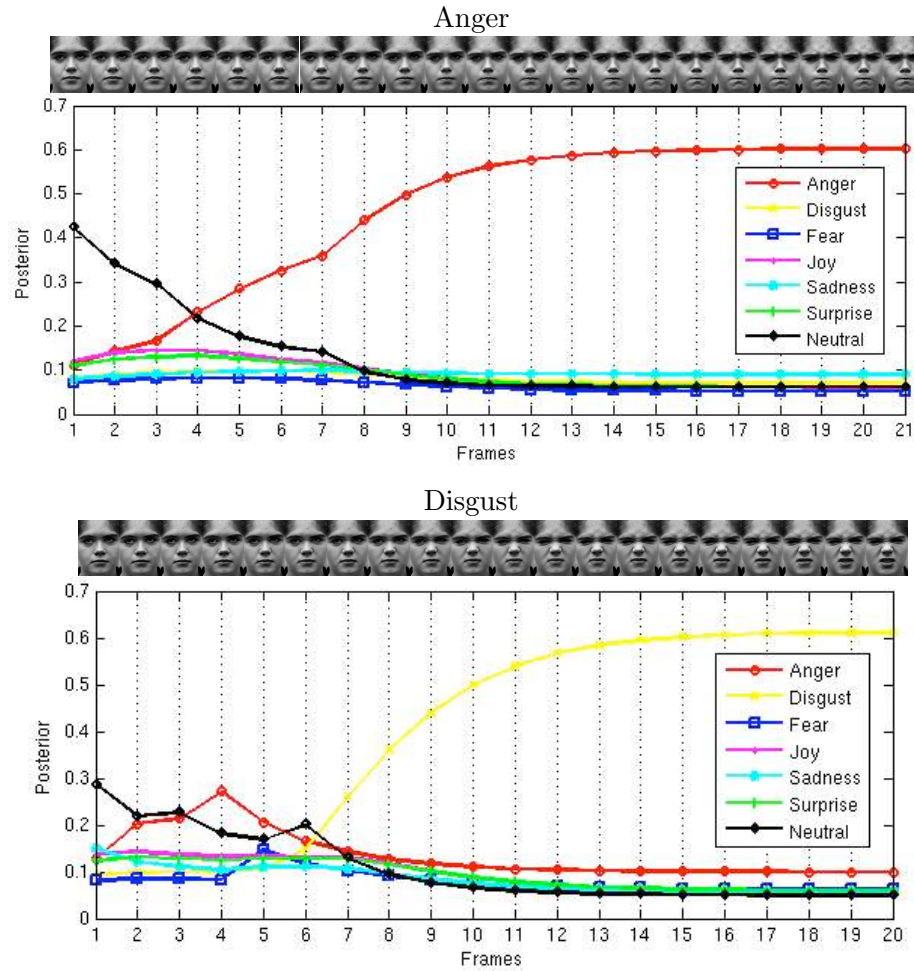 Anger
0.7
0.6
0.5
0.4
0.3
0.2
0.1
0
Posterior
Anger
Disgust
Fear
Joy
Sadness
Surprise
Neutral
1 2 3 4 5 6 7 8 9 10 11 12 13 14 15 16 17 18 19 20 21
Frames
Disgust
0.7
0.6
0.5
0.4
0.3
0.2
0.1
0
Posterior
Anger
Disgust
Fear
Joy
Sadness
Surprise
Neutral
1 2 3 4 5 6 7 8 9 10 11 12 13 14 15 16 17 18 19 20
Frames